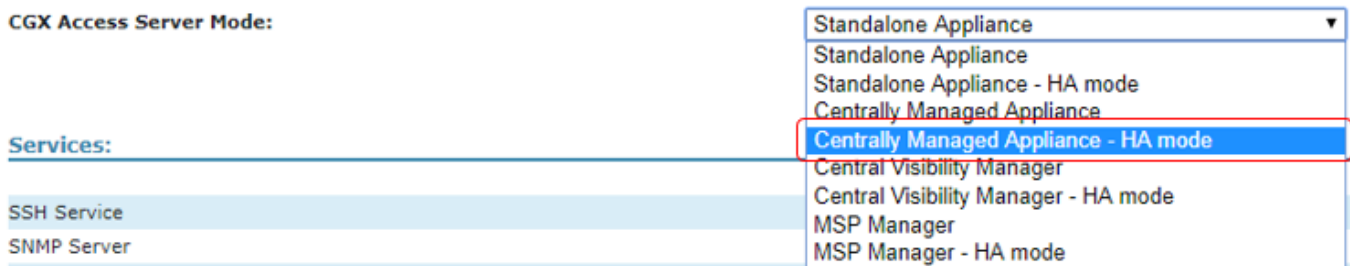 CGX Access Server Mode:
Standalone Appliance
Standalone Appliance
Standalone Appliance - HA mode
Centrally Managed Appliance
Centrally Managed Appliance - HA mode
Central Visibility Manager
Central Visibility Manager - HA mode
MSP Manager
MSP Manager - HA mode
Services:
SSH Service
SNMP Server